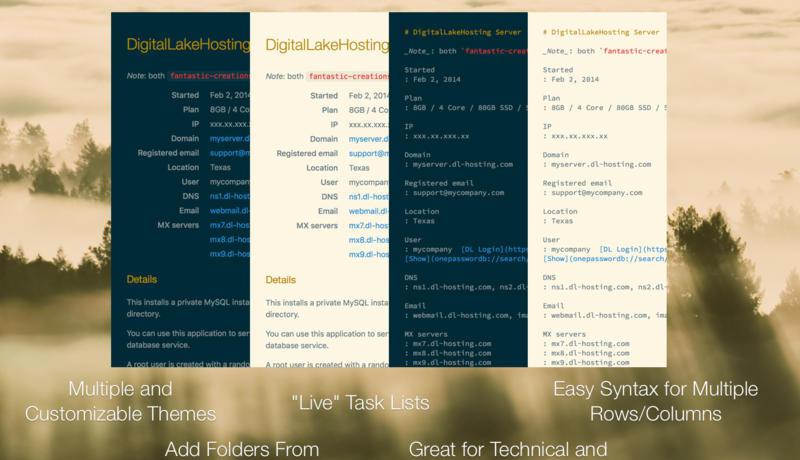 DigitalLakeHosting
Note: both fantastic-creations
Started Feb 2, 2014
Plan 8GB / 4 Co
IP xxx.xx.xxx.
Domain myserver.dl
Registered email support@m
Location Texas
User mycompany
DNS ns1.dl-host
Email webmail.dl
MX servers mx7.dl-hos
mx8.dl-hos
mx9.dl-hos
Details
This installs a private MySQL insta
directory.
You can use this application to ser
database service.
A root user is created with a rando
DigitalLakeHosting
Note: both fantastic-creations
Started Feb 2, 2014
Plan 8GB / 4 Co
IP xxx.xx.xxx.
Domain myserver.dl
Registered email support@m
Location Texas
User mycompany
DNS ns1.dl-host
Email webmail.dl
MX servers mx7.dl-hos
mx8.dl-hos
mx9.dl-hos
Details
This installs a private MySQL insta
directory.
You can use this application to ser
database service.
A root user is created with a rando
# DigitalLakeHosting Server
_Note_: both `fantastic-crea
Started
: Feb 2, 2014
Plan
: 8GB / 4 Core / 80GB SSD / 5
IP
: xxx.xx.xxx.xx
Domain
: myserver.dl-hosting.com
Registered email
: support@mycompany.com
Location
: Texas
User
: mycompany [DL Login](https
[Show](onepasswordb://search/
DNS
: ns1.dl-hosting.com, ns2.dl-
Email
: webmail.dl-hosting.com, ima
MX servers
: mx7.dl-hosting.com
: mx8.dl-hosting.com
: mx9.dl-hosting.com
# DigitalLakeHosting Server
_Note_: both `fantastic-crea
Started
: Feb 2, 2014
Plan
: 8GB / 4 Core / 80GB SSD / 5
IP
: xxx.xx.xxx.xx
Domain
: myserver.dl-hosting.com
Registered email
: support@mycompany.com
Location
: Texas
User
: mycompany [DL Login](http
[Show](onepasswordb://search/
DNS
: ns1.dl-hosting.com, ns2.dl
Email
: webmail.dl-hosting.com, im
MX servers
: mx7.dl-hosting.com
: mx8.dl-hosting.com
: mx9.dl-hosting.com
Multiple and
Customizable Themes
"Live" Task Lists
Easy Syntax for Multiple
Rows/Columns
Add Folders From
Great for Technical and